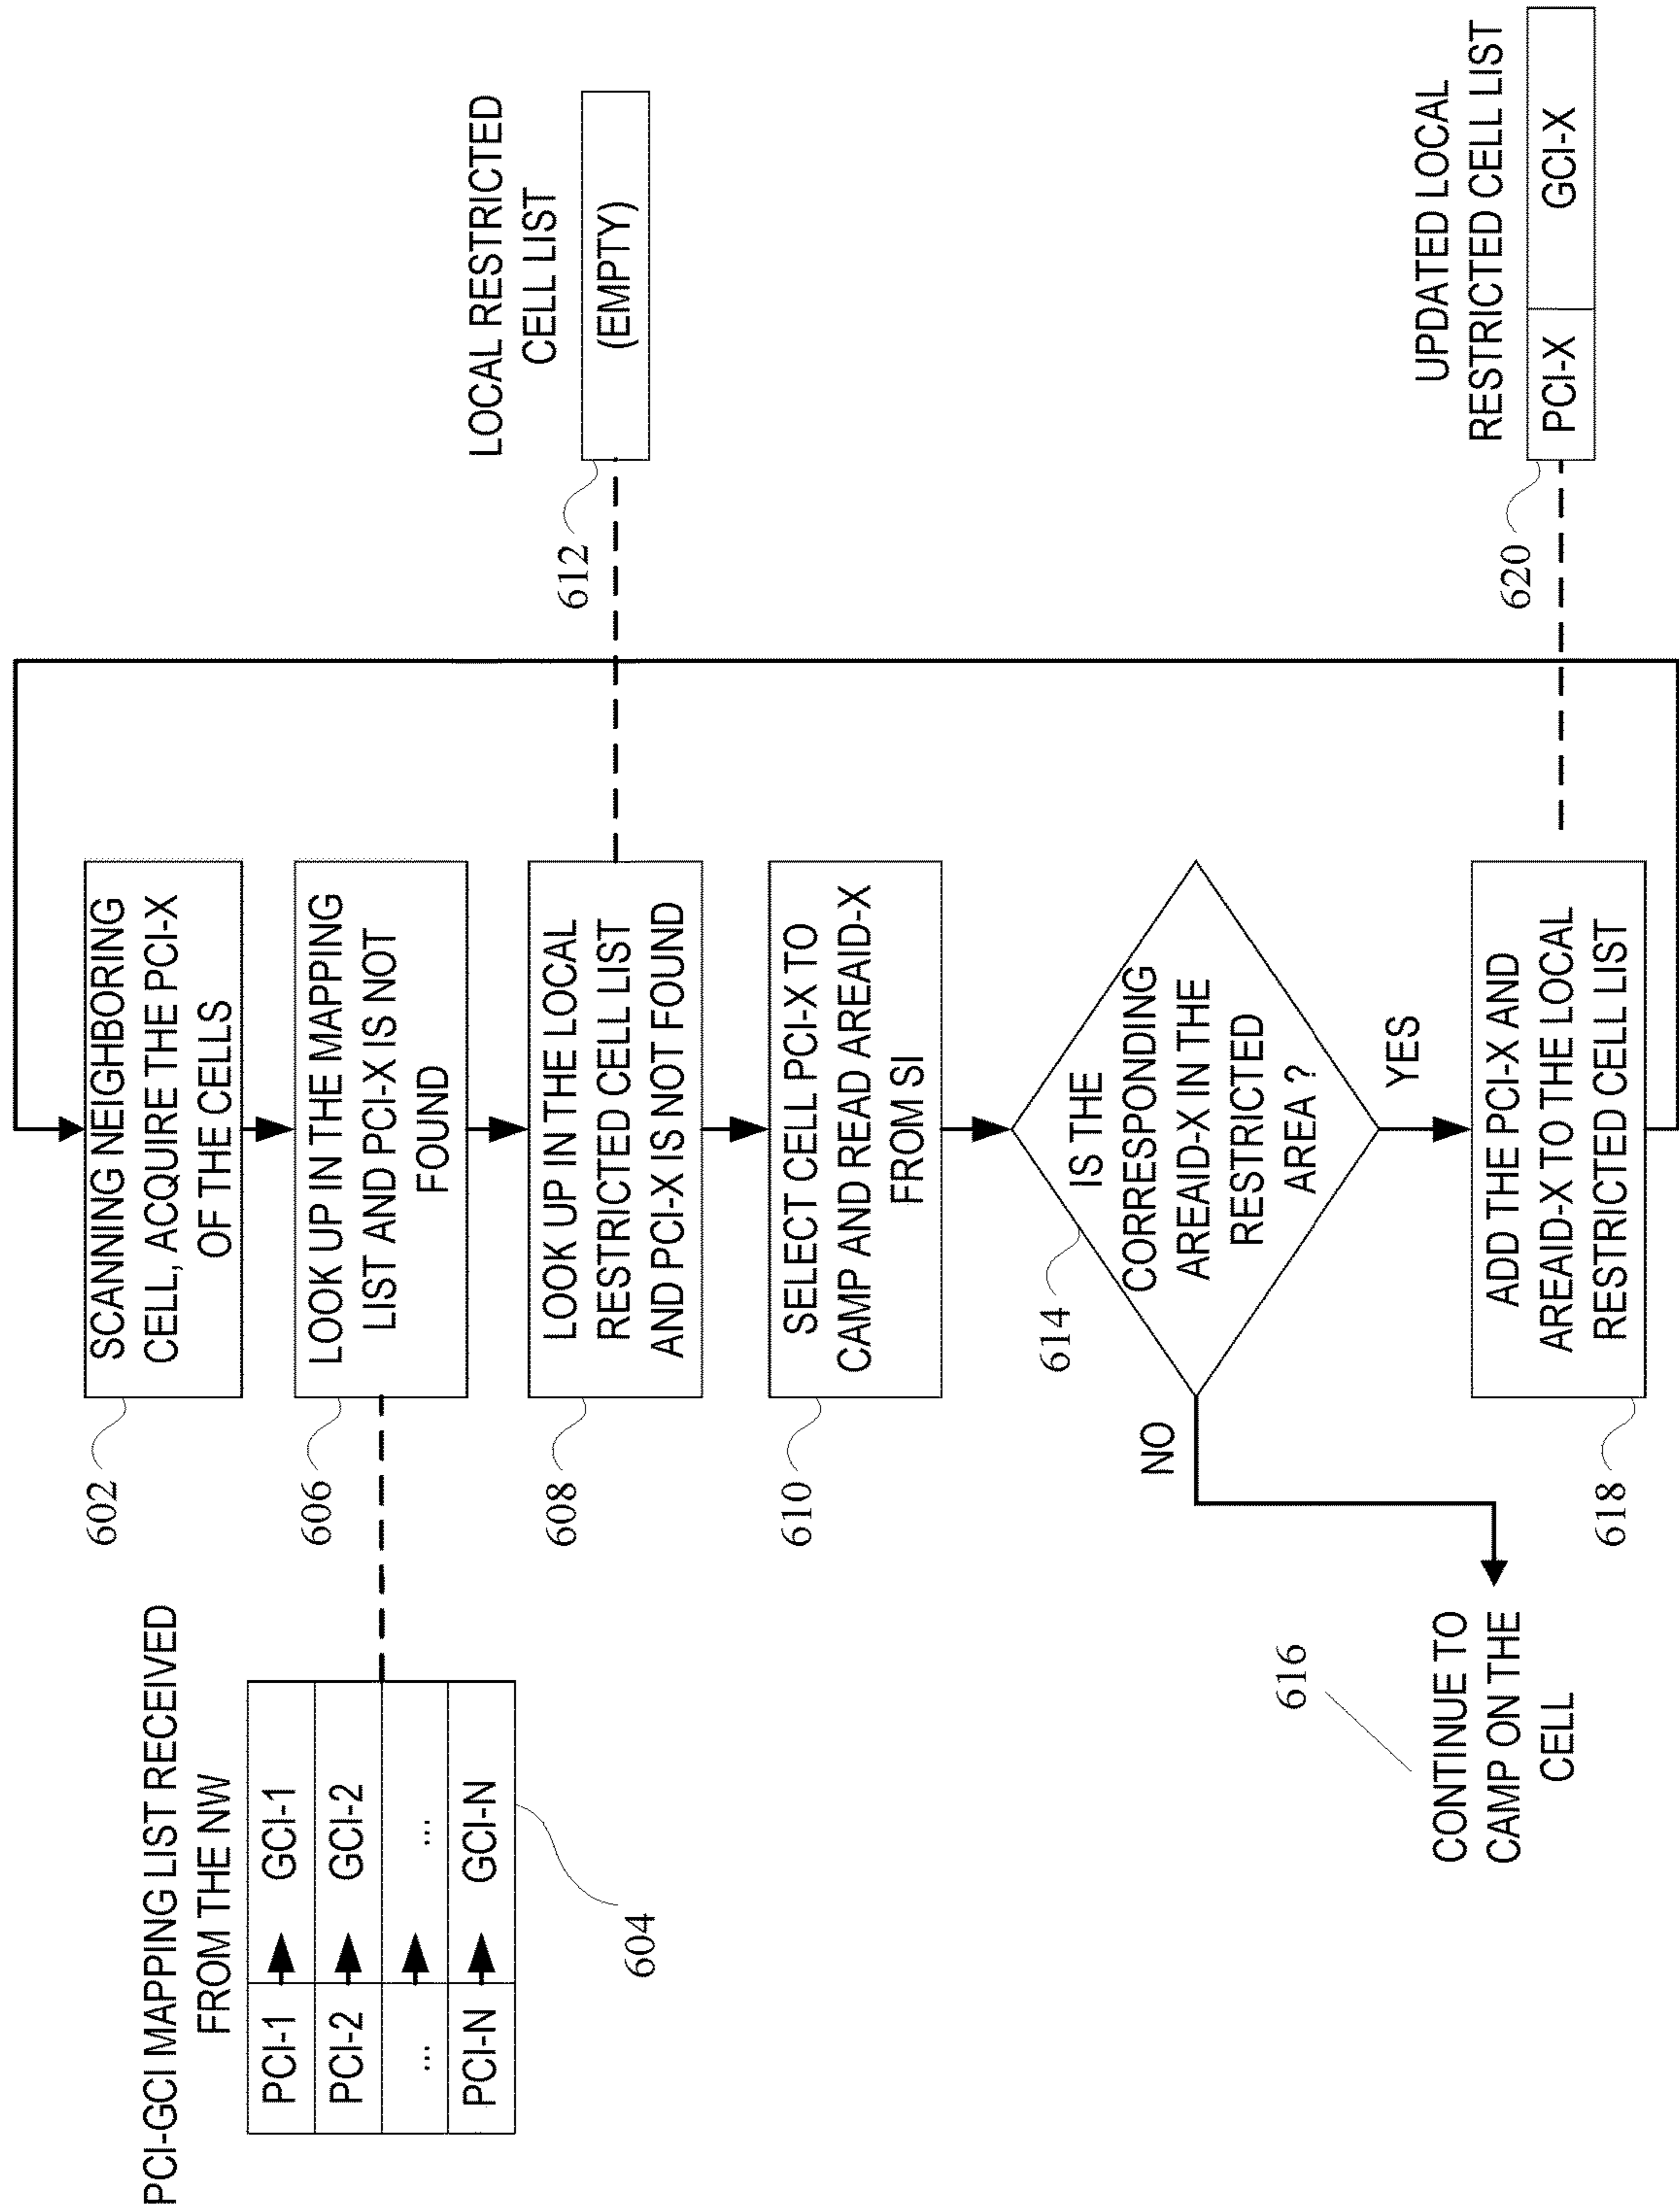 PCI-GCI MAPPING LIST RECEIVED
FROM THE NW
PCI-1 GCI-1
PCI-2 GCI-2
... ...
PCI-N GCI-N
604
602
SCANNING NEIGHBORING
CELL, ACQUIRE THE PCI-X
OF THE CELLS
606
LOOK UP IN THE MAPPING
LIST AND PCI-X IS NOT
FOUND
608
LOOK UP IN THE LOCAL
RESTRICTED CELL LIST
AND PCI-X IS NOT FOUND
LOCAL RESTRICTED
CELL LIST
(EMPTY)
612
610
SELECT CELL PCI-X TO
CAMP AND READ AREAID-X
FROM SI
614
IS THE
CORRESPONDING
AREAID-X IN THE
RESTRICTED
AREA ?
NO
YES
616
CONTINUE TO
CAMP ON THE
CELL
618
ADD THE PCI-X AND
AREAID-X TO THE LOCAL
RESTRICTED CELL LIST
UPDATED LOCAL
RESTRICTED CELL LIST
PCI-X GCI-X
620